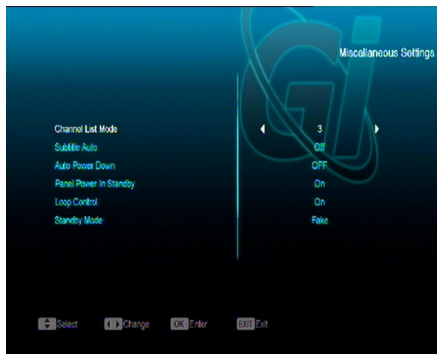 Miscellaneous Settings
Channel List Mode 3
Subtitle Auto Off
Auto Power Down OFF
Panel Power In Standby On
Loop Control On
Standby Mode Fake
Select Change OK Enter EXIT Exit